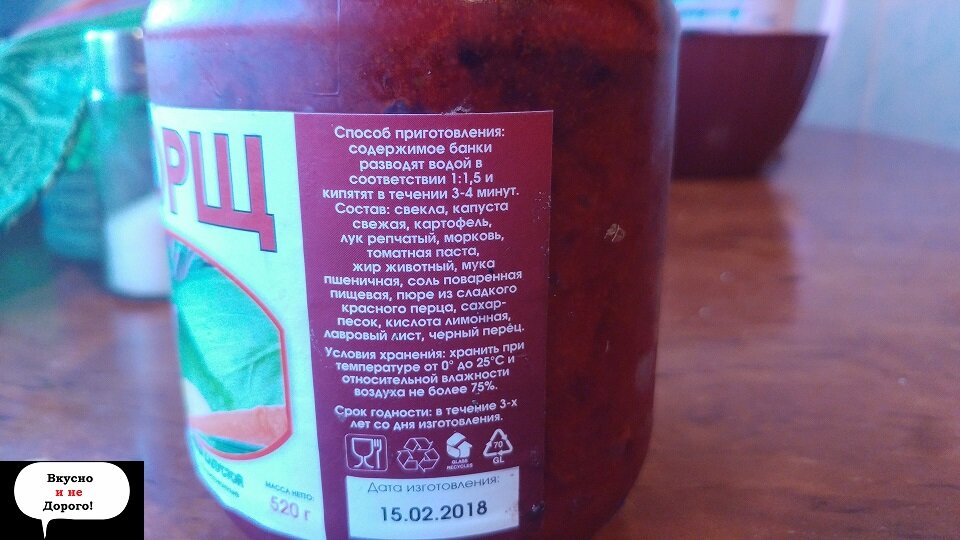 РЩ
Способ приготовления:
содержимое банки
разводят водой в
соответствии 1:1,5 и
кипятят в течении 3-4 минут.
Состав: свекла, капуста
свежая, картофель,
лук репчатый, морковь,
томатная паста,
жир животный, мука
пшеничная, соль поваренная
пищевая, пюре из сладкого
красного перца, сахар-
песок, кислота лимонная,
лавровый лист, черный перец.
Условия хранения: хранить при
температуре от 0° до 25°С и
относительной влажности
воздуха не более 75%.
Срок годности: в течение 3-х
лет со дня изготовления.
GLASS
RECYCLES
70
GL
МАССА НЕТТО:
520 г
Дата изготовления:
15.02.2018
Вкусно
и не
Дорого!